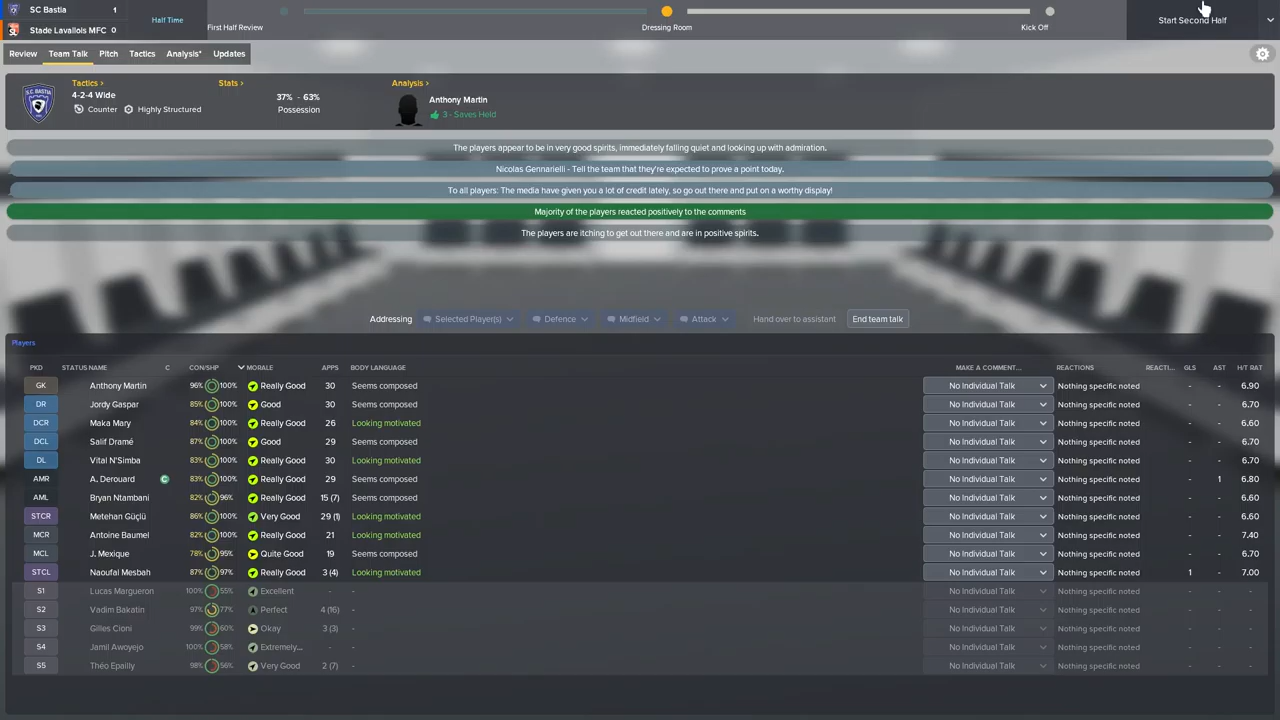 SC Bastia 1
Stade Lavallois MFC 0
Half Time
First Half Review
Dressing Room
Kick Off
Start Second Half
Review Team Talk Pitch Tactics Analysis* Updates
Tactics >
4-2-4 Wide
Counter Highly Structured
Stats >
37% - 63%
Possession
Analysis >
Anthony Martin
3 - Saves Held
The players appear to be in very good spirits, immediately falling quiet and looking up with admiration.
Nicolas Gennarielli - Tell the team that they're expected to prove a point today.
To all players: The media have given you a lot of credit lately, so go out there and put on a worthy display!
Majority of the players reacted positively to the comments
The players are itching to get out there and are in positive spirits.
Addressing Selected Player(s) Defence Midfield Attack Hand over to assistant End team talk
Players
PKD STATUS NAME C CON/SHP MORALE APPS BODY LANGUAGE MAKE A COMMENT... REACTIONS REACTI... GLS AST H/T RAT
GK Anthony Martin 96% 100% Really Good 30 Seems composed No Individual Talk Nothing specific noted - - 6.90
DR Jordy Gaspar 85% 100% Good 30 Seems composed No Individual Talk Nothing specific noted - - 6.70
DCR Maka Mary 84% 100% Really Good 26 Looking motivated No Individual Talk Nothing specific noted - - 6.60
DCL Salif Dramé 87% 100% Good 29 Seems composed No Individual Talk Nothing specific noted - - 6.70
DL Vital N'Simba 83% 100% Really Good 30 Looking motivated No Individual Talk Nothing specific noted - - 6.70
AMR A. Derouard C 83% 100% Really Good 29 Seems composed No Individual Talk Nothing specific noted - 1 6.80
AML Bryan Ntambani 82% 96% Really Good 15 (7) Seems composed No Individual Talk Nothing specific noted - - 6.60
STCR Metehan Güçlü 86% 100% Very Good 29 (1) Looking motivated No Individual Talk Nothing specific noted - - 6.60
MCR Antoine Baumel 82% 100% Really Good 21 Looking motivated No Individual Talk Nothing specific noted - - 7.40
MCL J. Mexique 78% 95% Quite Good 19 Seems composed No Individual Talk Nothing specific noted - - 6.70
STCL Naoufal Mesbah 87% 97% Really Good 3 (4) Looking motivated No Individual Talk Nothing specific noted 1 - 7.00
S1 Lucas Margueron 100% 55% Excellent - - No Individual Talk Nothing specific noted - - -
S2 Vadim Bakatin 97% 77% Perfect 4 (16) - No Individual Talk Nothing specific noted - - -
S3 Gilles Cioni 99% 60% Okay 3 (3) - No Individual Talk Nothing specific noted - - -
S4 Jamil Awoyejo 100% 58% Extremely... - - No Individual Talk Nothing specific noted - - -
S5 Théo Epailly 98% 56% Very Good 2 (7) - No Individual Talk Nothing specific noted - - -